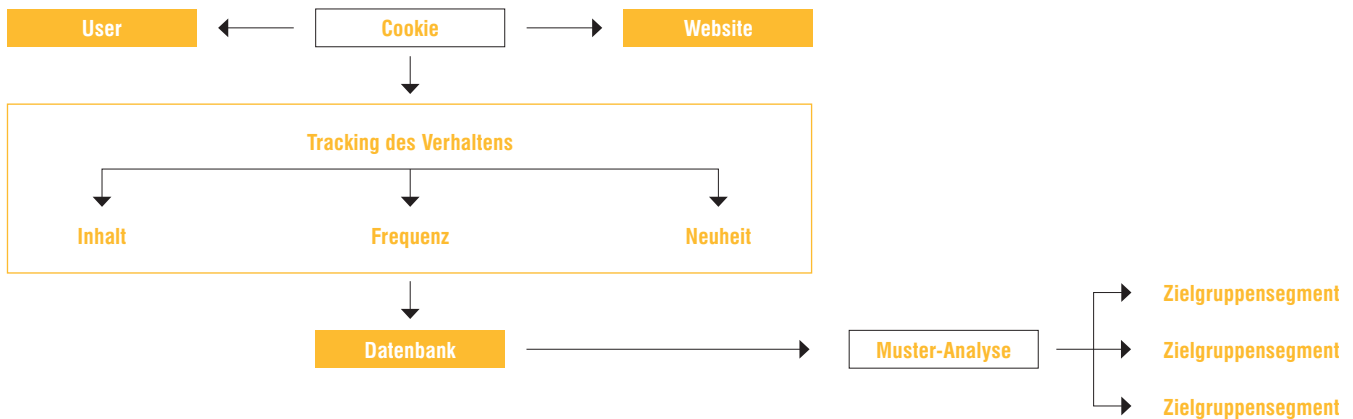 User
Cookie
Website
Tracking des Verhaltens
Inhalt
Frequenz
Neuheit
Zielgruppensegment
Datenbank
Muster-Analyse
Zielgruppensegment
Zielgruppensegment